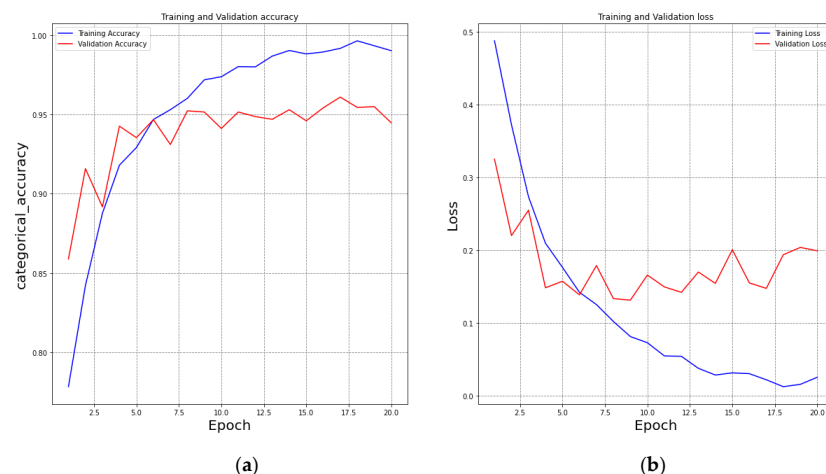 Training and Validation accuracy
Training Accuracy
Validation Accuracy
1.00
0.95
0.90
0.85
0.80
categorical_accuracy
2.5 5.0 7.5 10.0 12.5 15.0 17.5 20.0
Epoch
(a)
Training and Validation loss
Training Loss
Validation Loss
0.5
0.4
0.3
0.2
0.1
0.0
Loss
2.5 5.0 7.5 10.0 12.5 15.0 17.5 20.0
Epoch
(b)